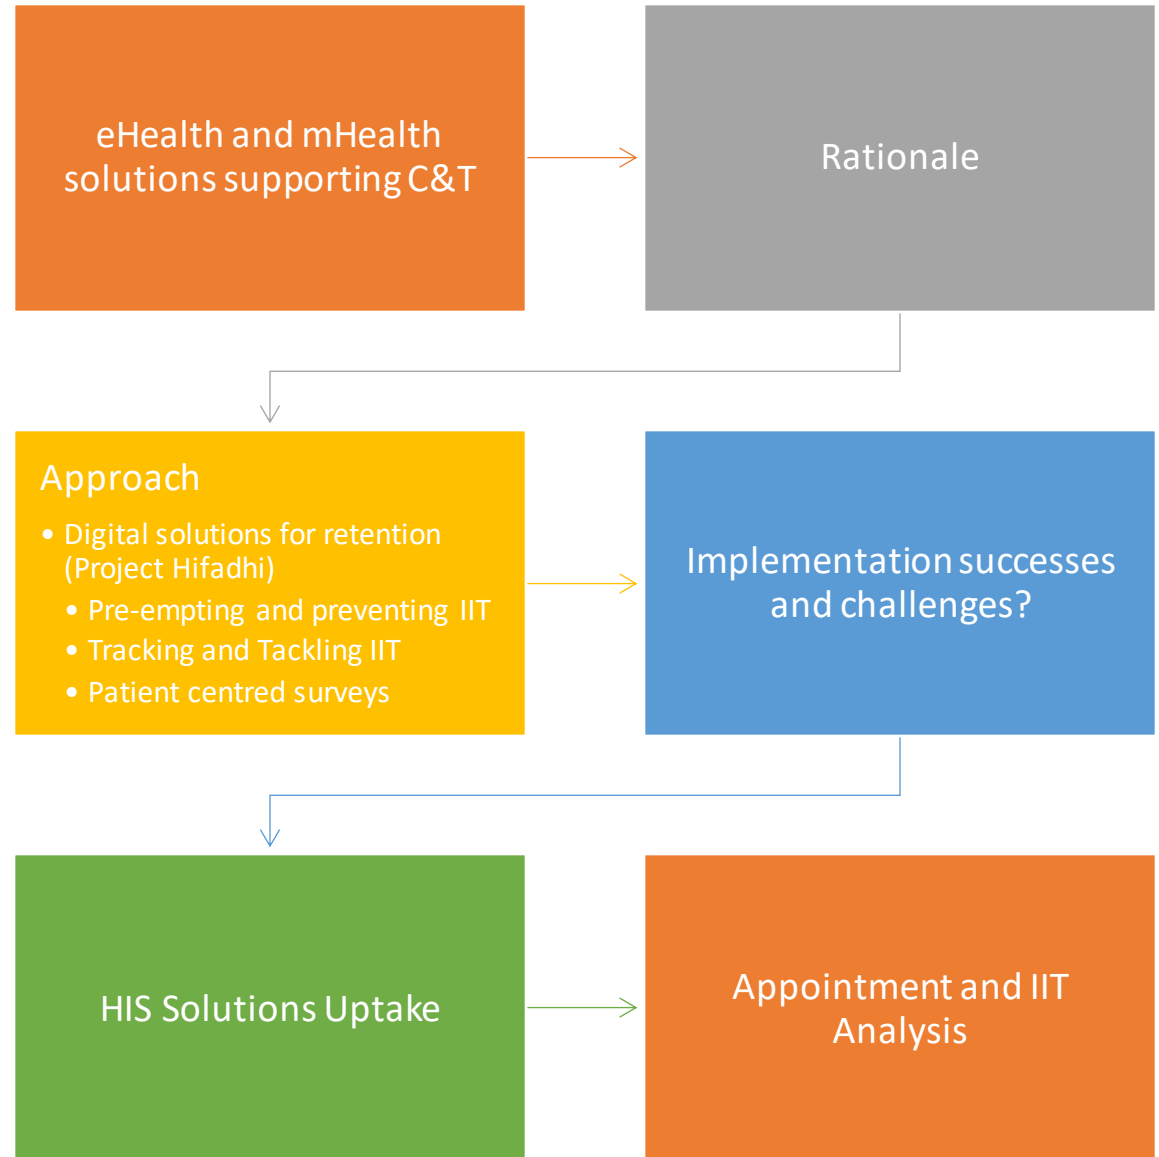 eHealth and mHealth
solutions supporting C&T
Rationale
Approach
• Digital solutions for retention
(Project Hifadhi)
• Pre-empting and preventing IIT
• Tracking and Tackling IIT
• Patient centred surveys
Implementation successes
and challenges?
HIS Solutions Uptake
Appointment and IIT
Analysis